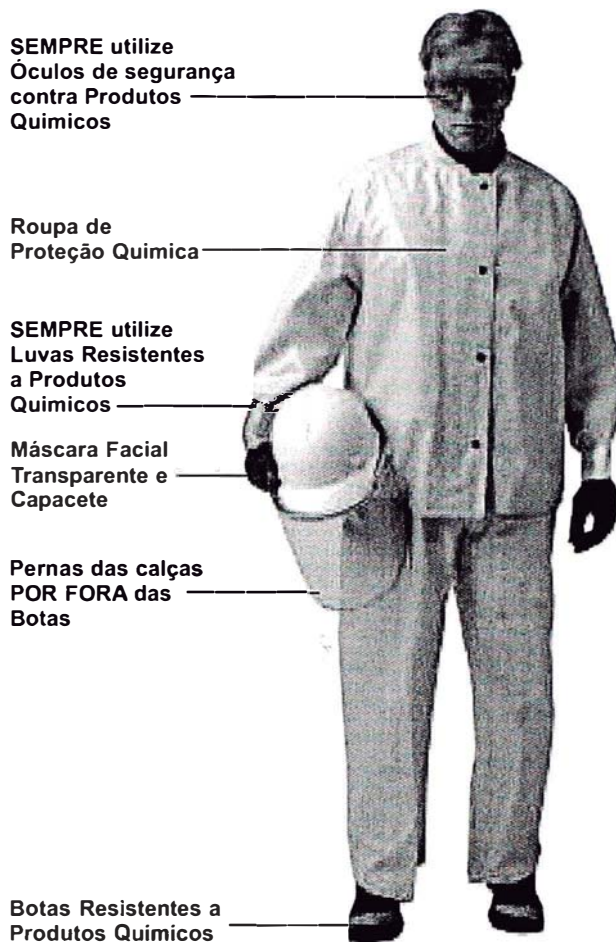 SEMPRE utilize
Óculos de segurança
contra Produtos
Quimicos
Roupa de
Proteção Quimica
SEMPRE utilize
Luvas Resistentes
a Produtos
Quimicos
Máscara Facial
Transparente e
Capacete
Pernas das calças
POR FORA das
Botas
Botas Resistentes a
Produtos Químicos